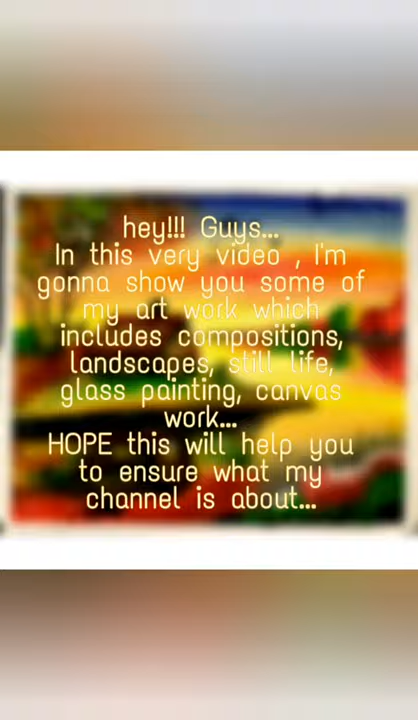 hey!!! Guys...
In this very video , I'm
gonna show you some of
my art work which
includes compositions,
landscapes, still life,
glass painting, canvas
work...
HOPE this will help you
to ensure what my
channel is about...